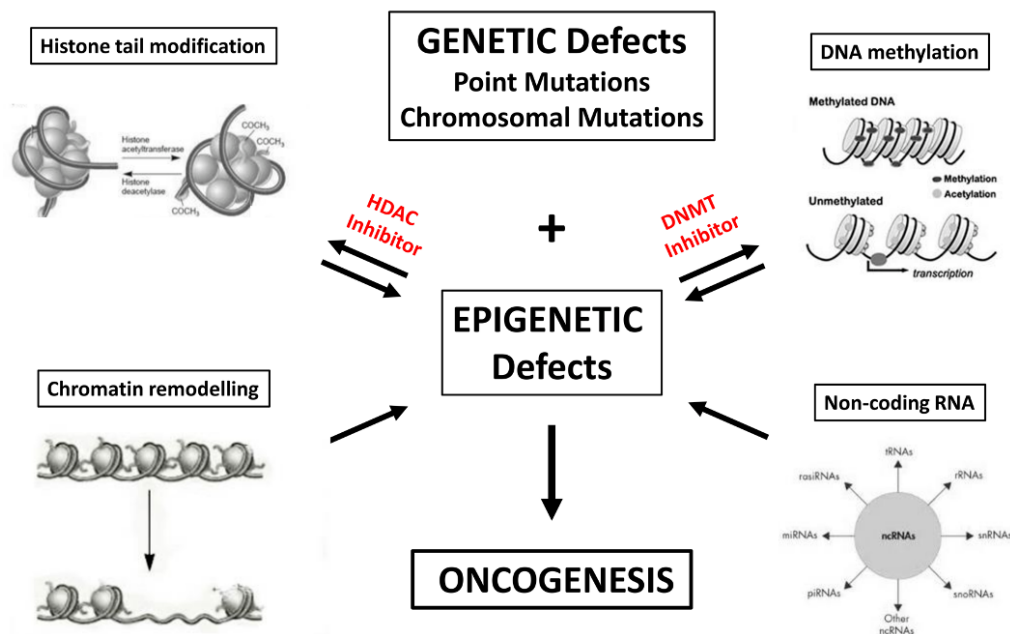 Histone tail modification
COCH3
COCH3
COCH3
Histone
acetyltransferase
Histone
deacetylase
GENETIC Defects
Point Mutations
Chromosomal Mutations
DNA methylation
Methylated DNA
Methylation
Acetylation
Unmethylated
transcription
HDAC
Inhibitor
+
DNMT
Inhibitor
EPIGENETIC
Defects
Chromatin remodelling
Non-coding RNA
tRNAs
rasiRNAs
rRNAs
miRNAs
ncRNAs
snRNAs
piRNAs
snoRNAs
Other
ncRNAs
ONCOGENESIS